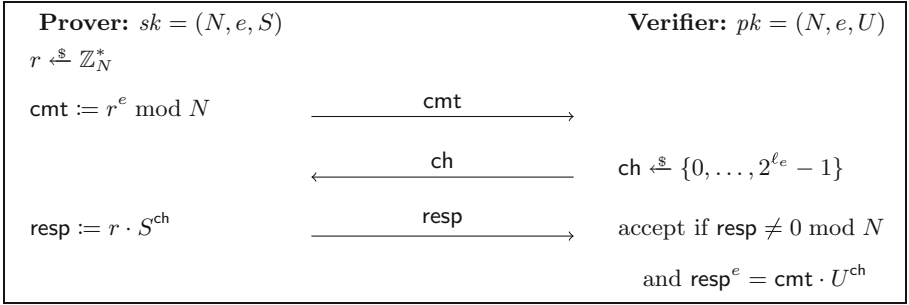 Prover: sk = (N, e, S) Verifier: pk = (N, e, U)
r $← ℤ*_N
cmt := r^e mod N cmt
ch ch $← {0, . . . , 2^{ℓ_e} − 1}
resp := r · S^ch resp accept if resp ≠ 0 mod N
and resp^e = cmt · U^ch